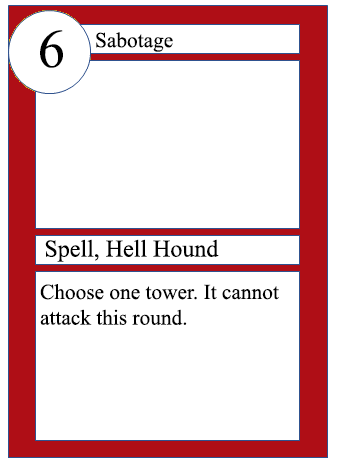 6
Sabotage
Spell, Hell Hound
Choose one tower. It cannot
attack this round.